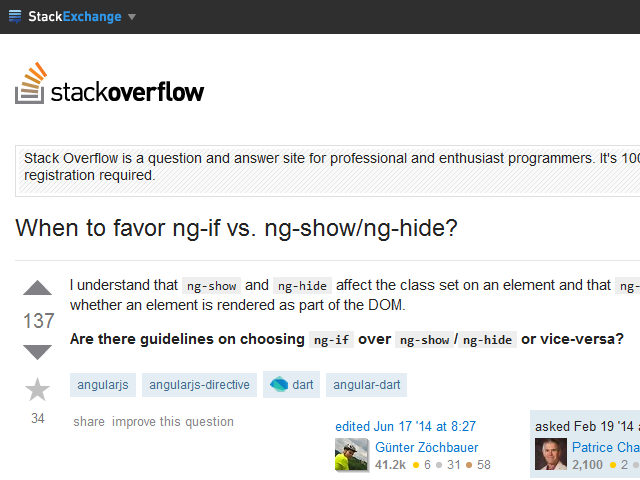 StackExchange
stackoverflow
Stack Overflow is a question and answer site for professional and enthusiast programmers. It's 100
registration required.
When to favor ng-if vs. ng-show/ng-hide?
I understand that ng-show and ng-hide affect the class set on an element and that ng-
whether an element is rendered as part of the DOM.
137
Are there guidelines on choosing ng-if over ng-show/ng-hide or vice-versa?
angularjs angularjs-directive dart angular-dart
34
share improve this question
edited Jun 17 '14 at 8:27
Günter Zöchbauer
41.2k 6 31 58
asked Feb 19 '14
Patrice Cha
2,100 2